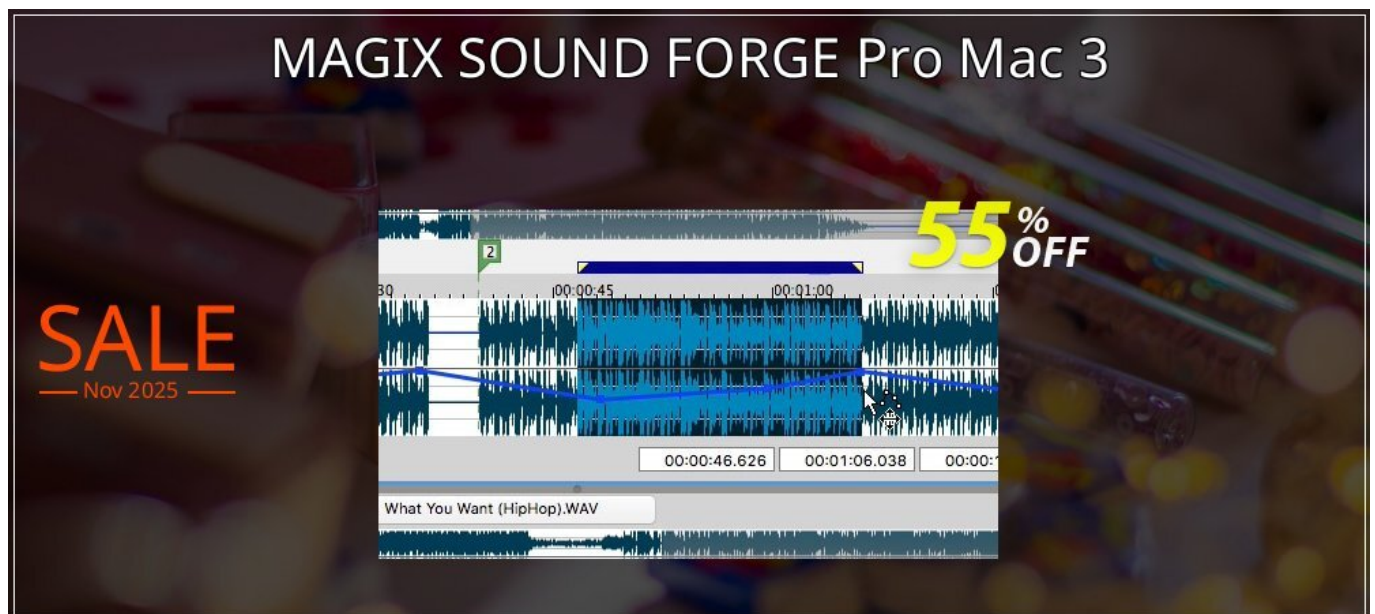 MAGIX SOUND FORGE Pro Mac 3
55% OFF
2
00:00:45 00:01:00
SALE
Nov 2025
00:00:46.626 00:01:06.038
What You Want (HipHop).WAV